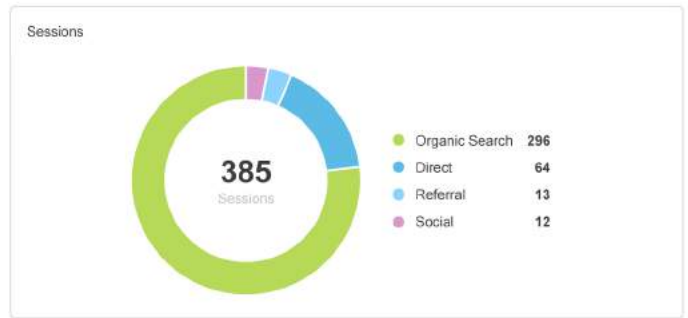 Sessions
385
Sessions
Organic Search 296
Direct 64
Referral 13
Social 12